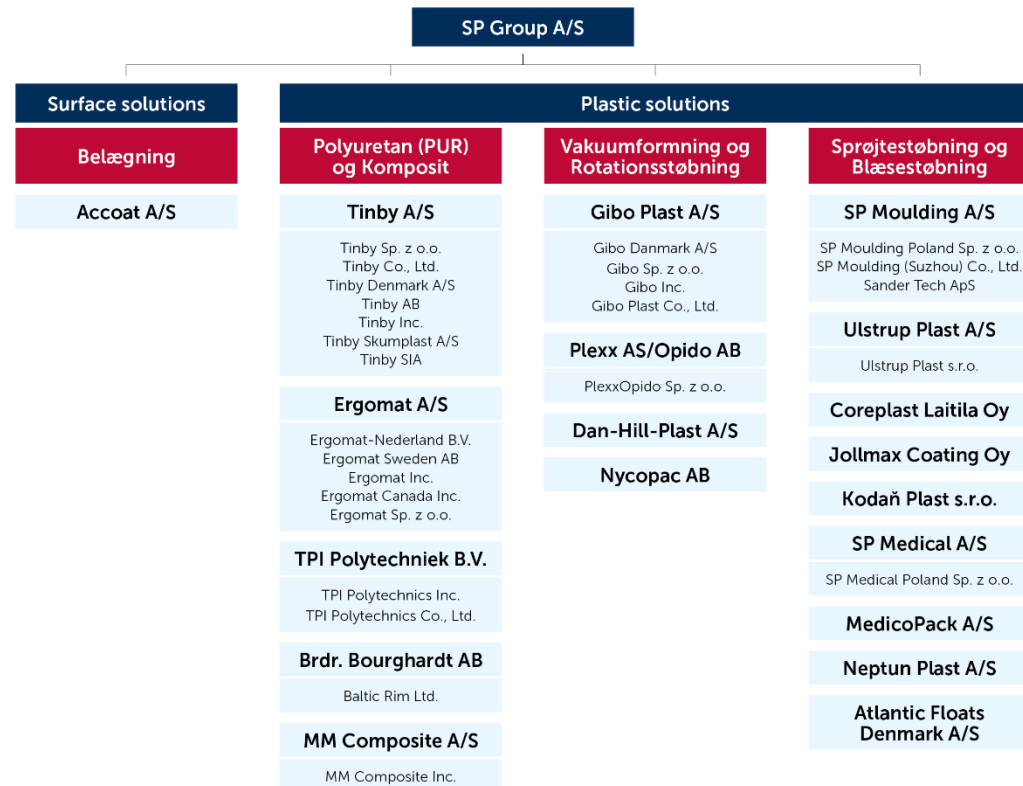 SP Group A/S
Surface solutions
Plastic solutions
Belægning
Accoat A/S
Polyuretan (PUR)
og Komposit
Tinby A/S
Tinby Sp. z o.o.
Tinby Co., Ltd.
Tinby Denmark A/S
Tinby AB
Tinby Inc.
Tinby Skumplast A/S
Tinby SIA
Ergomat A/S
Ergomat-Nederland B.V.
Ergomat Sweden AB
Ergomat Inc.
Ergomat Canada Inc.
Ergomat Sp. z o.o.
TPI Polytechniek B.V.
TPI Polytechnics Inc.
TPI Polytechnics Co., Ltd.
Brdr. Bourghardt AB
Baltic Rim Ltd.
MM Composite A/S
MM Composite Inc.
Vakuumformning og
Rotationsstøbning
Gibo Plast A/S
Gibo Danmark A/S
Gibo Sp. z o.o.
Gibo Inc.
Gibo Plast Co., Ltd.
Plexx AS/Opido AB
PlexxOpido Sp. z o.o.
Dan-Hill-Plast A/S
Nycopac AB
Sprøjtestøbning og
Blæsestøbning
SP Moulding A/S
SP Moulding Poland Sp. z o.o.
SP Moulding (Suzhou) Co., Ltd.
Sander Tech ApS
Ulstrup Plast A/S
Ulstrup Plast s.r.o.
Coreplast Laitila Oy
Jollmax Coating Oy
Kodaň Plast s.r.o.
SP Medical A/S
SP Medical Poland Sp. z o.o.
MedicoPack A/S
Neptun Plast A/S
Atlantic Floats
Denmark A/S